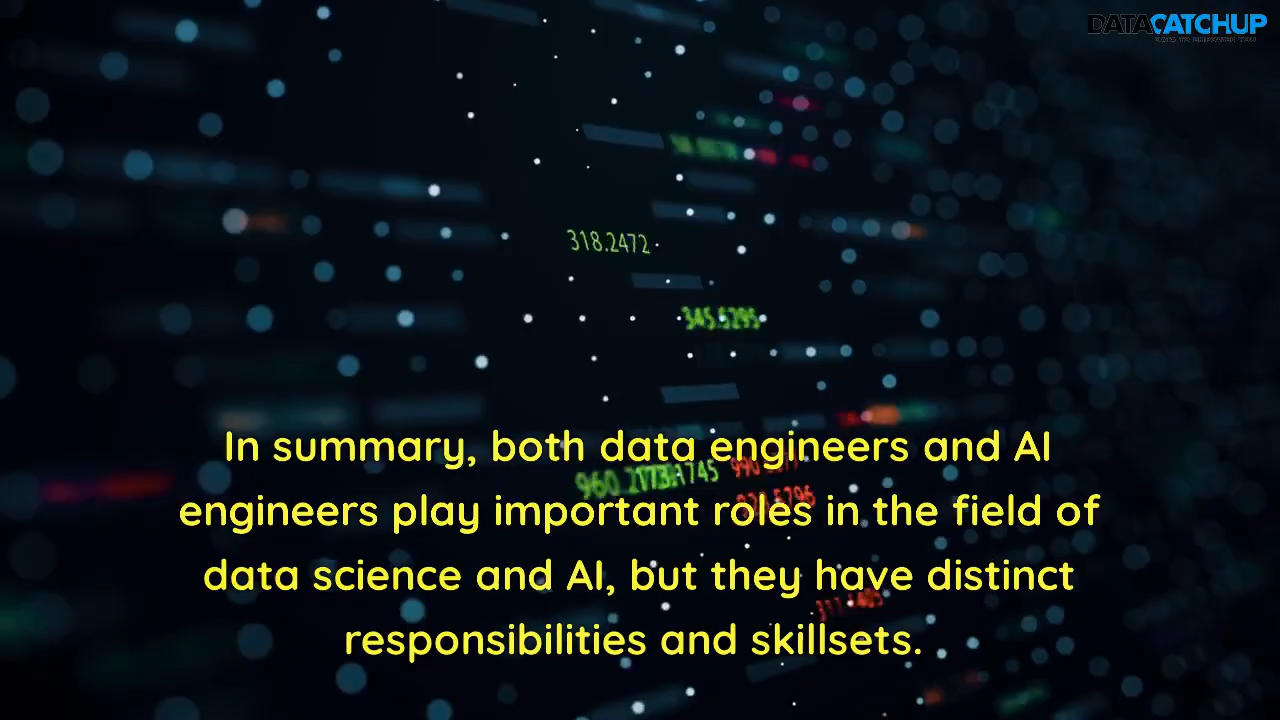 DATACATCHUP
318.2472
345.5295
In summary, both data engineers and AI
engineers play important roles in the field of
data science and AI, but they have distinct
responsibilities and skillsets.